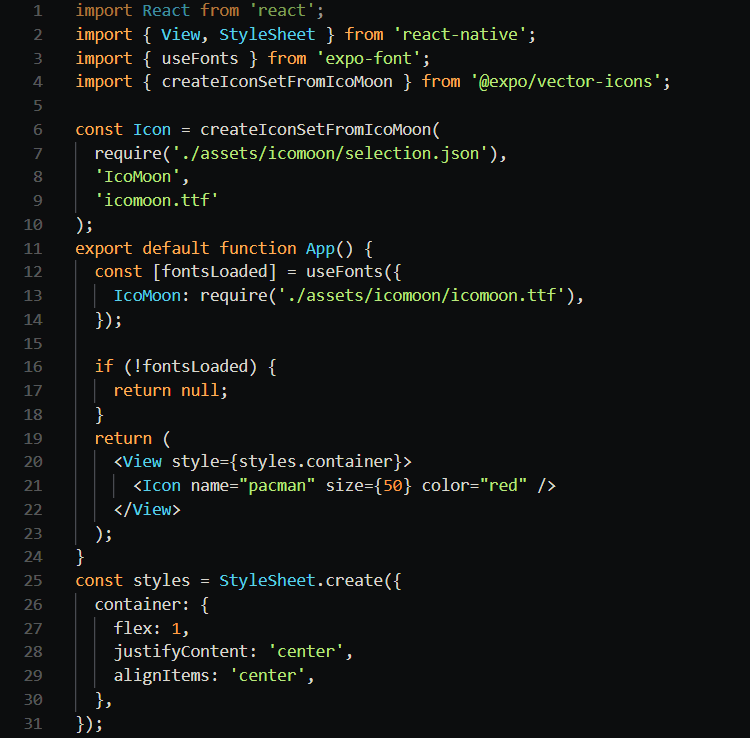 1 import React from 'react';
2 import { View, StyleSheet } from 'react-native';
3 import { useFonts } from 'expo-font';
4 import { createIconSetFromIcoMoon } from '@expo/vector-icons';
5
6 const Icon = createIconSetFromIcoMoon(
7   require('./assets/icomoon/selection.json'),
8   'IcoMoon',
9   'icomoon.ttf'
10 );
11 export default function App() {
12   const [fontsLoaded] = useFonts({
13     IcoMoon: require('./assets/icomoon/icomoon.ttf'),
14   });
15
16   if (!fontsLoaded) {
17     return null;
18   }
19   return (
20     <View style={styles.container}>
21       <Icon name="pacman" size={50} color="red" />
22     </View>
23   );
24 }
25 const styles = StyleSheet.create({
26   container: {
27     flex: 1,
28     justifyContent: 'center',
29     alignItems: 'center',
30   },
31 });